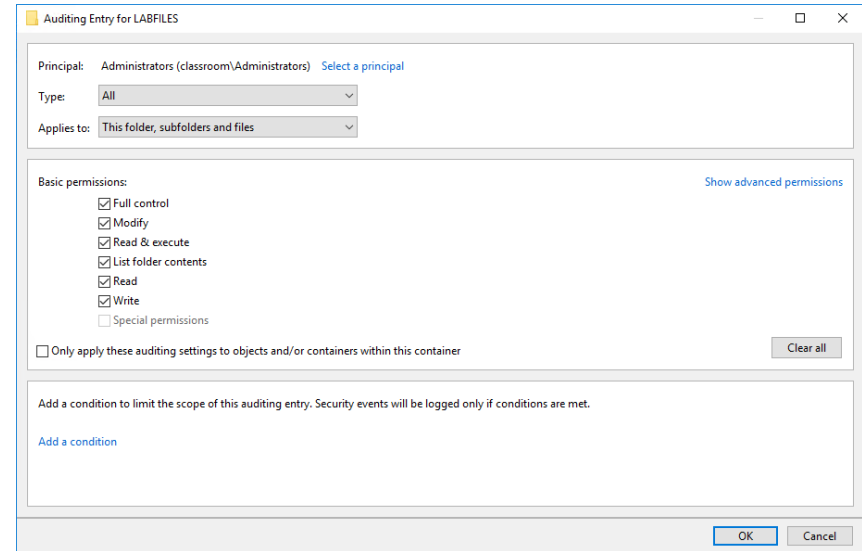 Auditing Entry for LABFILES
Principal: Administrators (classroom\Administrators) Select a principal
Type: All
Applies to: This folder, subfolders and files
Basic permissions: Show advanced permissions
Full control
Modify
Read & execute
List folder contents
Read
Write
Special permissions
Only apply these auditing settings to objects and/or containers within this container Clear all
Add a condition to limit the scope of this auditing entry. Security events will be logged only if conditions are met.
Add a condition
OK Cancel